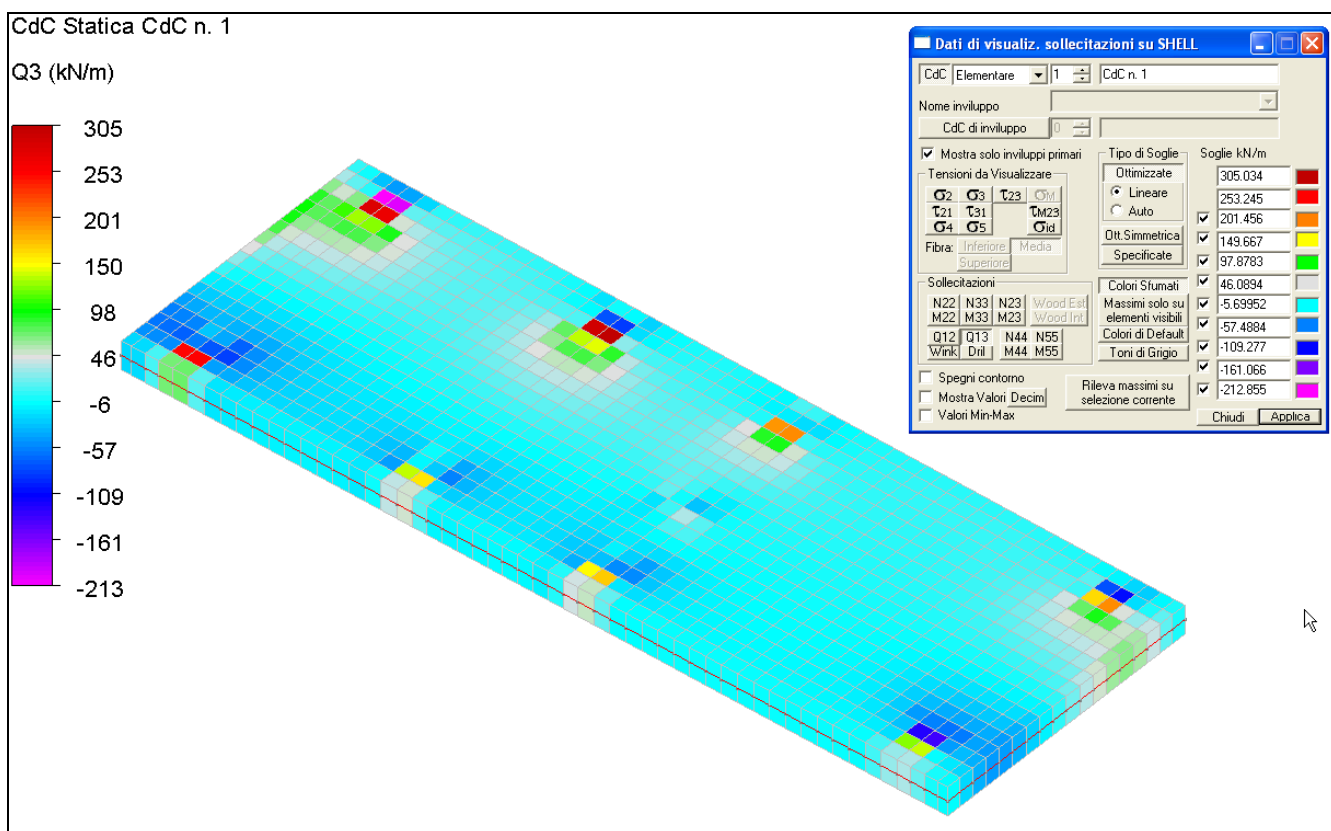 CdC Statica CdC n. 1
Q3 (kN/m)
305
253
201
150
98
46
-6
-57
-109
-161
-213
Dati di visualiz. sollecitazioni su SHELL
CdC Elementare 1 CdC n. 1
Nome inviluppo
CdC di inviluppo 0
Mostra solo inviluppi primari
Tensioni da Visualizzare
σ2 σ3 τ23 σM
τ21 τ31 τM23
σ4 σ5 σid
Fibra: Inferiore Media
Superiore
Sollecitazioni
N22 N33 N23 Wood Est
M22 M33 M23 Wood Int
Q12 Q13 N44 N55
Wink Dril M44 M55
Spegni contorno
Mostra Valori Decim
Valori Min-Max
Tipo di Soglie
Ottimizzate
Lineare
Auto
Ott.Simmetrica
Specificate
Colori Sfumati
Massimi solo su
elementi visibili
Colori di Default
Toni di Grigio
Rileva massimi su
selezione corrente
Soglie kN/m
305.034
253.245
201.456
149.667
97.8783
46.0894
-5.69952
-57.4884
-109.277
-161.066
-212.855
Chiudi Applica